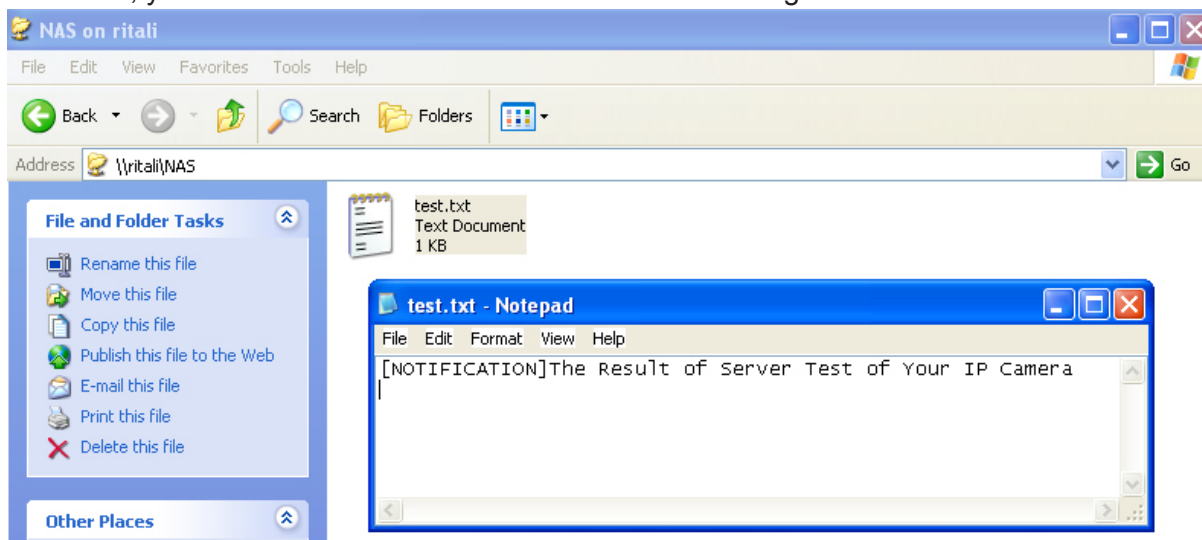 NAS on ritali
File Edit View Favorites Tools Help
Back Search Folders
Address \\ritali\NAS Go
File and Folder Tasks
Rename this file
Move this file
Copy this file
Publish this file to the Web
E-mail this file
Print this file
Delete this file
Other Places
test.txt
Text Document
1 KB
test.txt - Notepad
File Edit Format View Help
[NOTIFICATION]The Result of Server Test of Your IP Camera